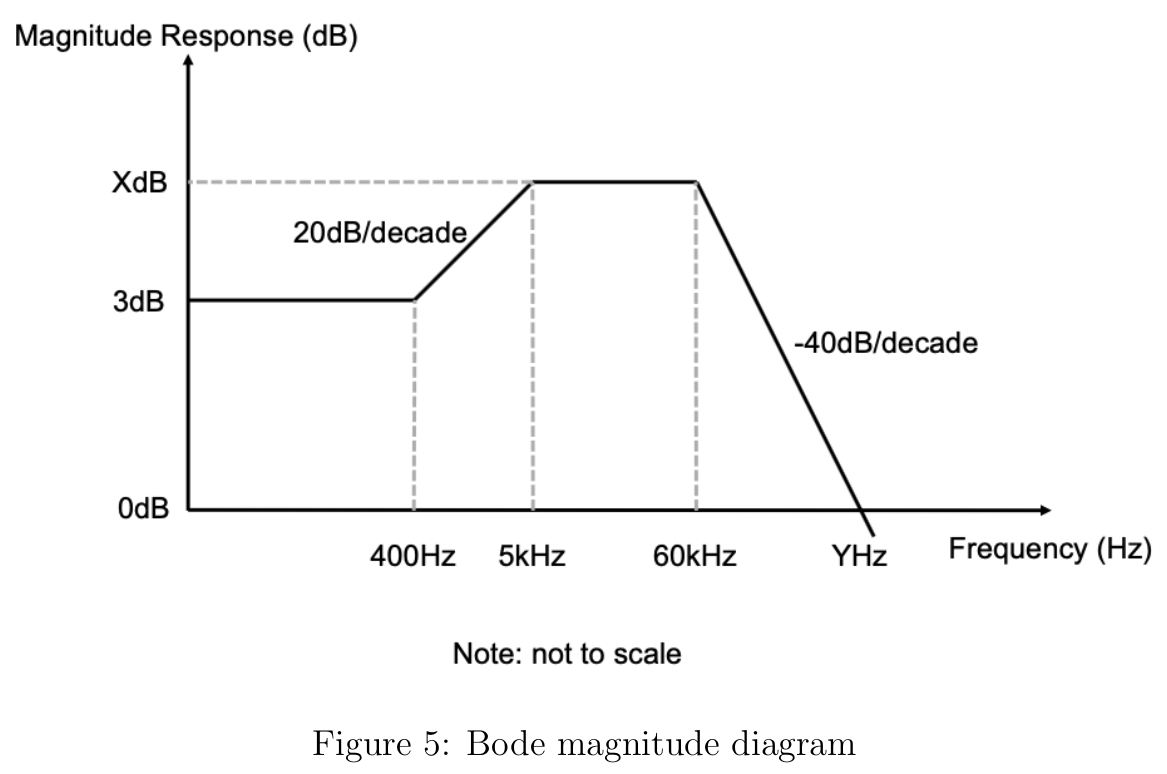 Magnitude Response (dB)
XdB
20dB/decade
3dB
-40dB/decade
0dB
400Hz 5kHz 60kHz YHz Frequency (Hz)
Note: not to scale
Figure 5: Bode magnitude diagram